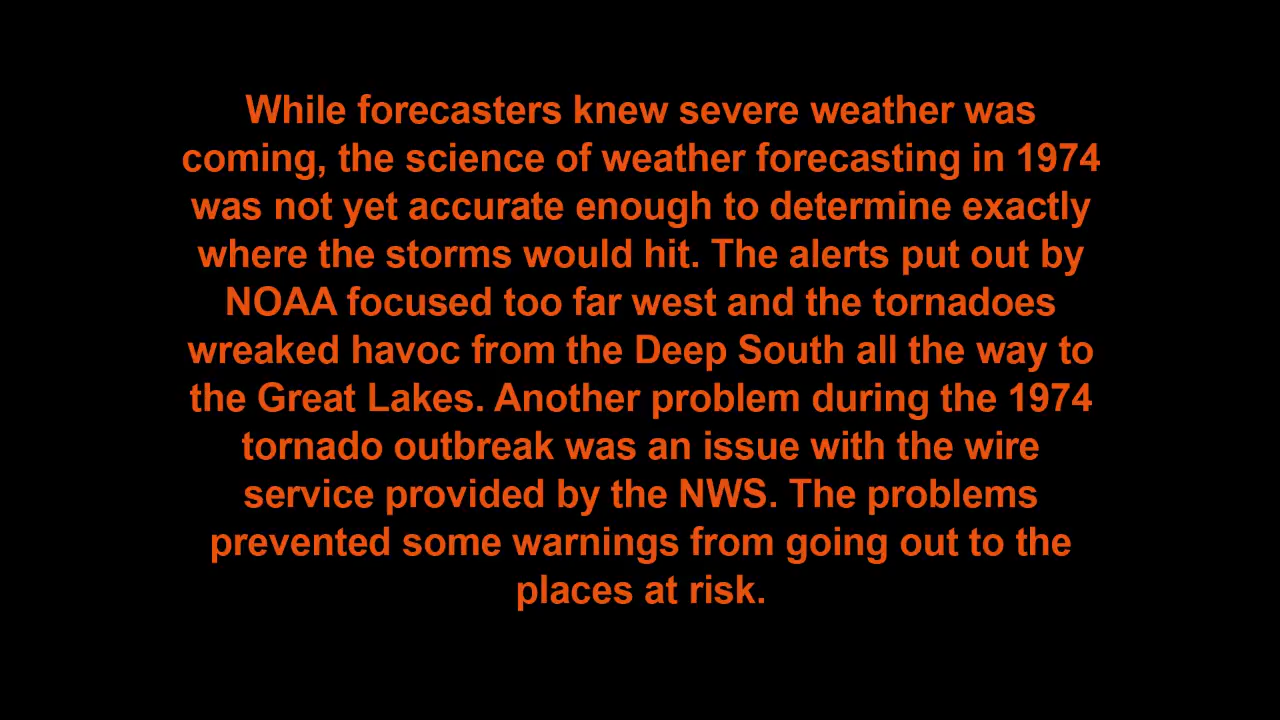 While forecasters knew severe weather was
coming, the science of weather forecasting in 1974
was not yet accurate enough to determine exactly
where the storms would hit. The alerts put out by
NOAA focused too far west and the tornadoes
wreaked havoc from the Deep South all the way to
the Great Lakes. Another problem during the 1974
tornado outbreak was an issue with the wire
service provided by the NWS. The problems
prevented some warnings from going out to the
places at risk.